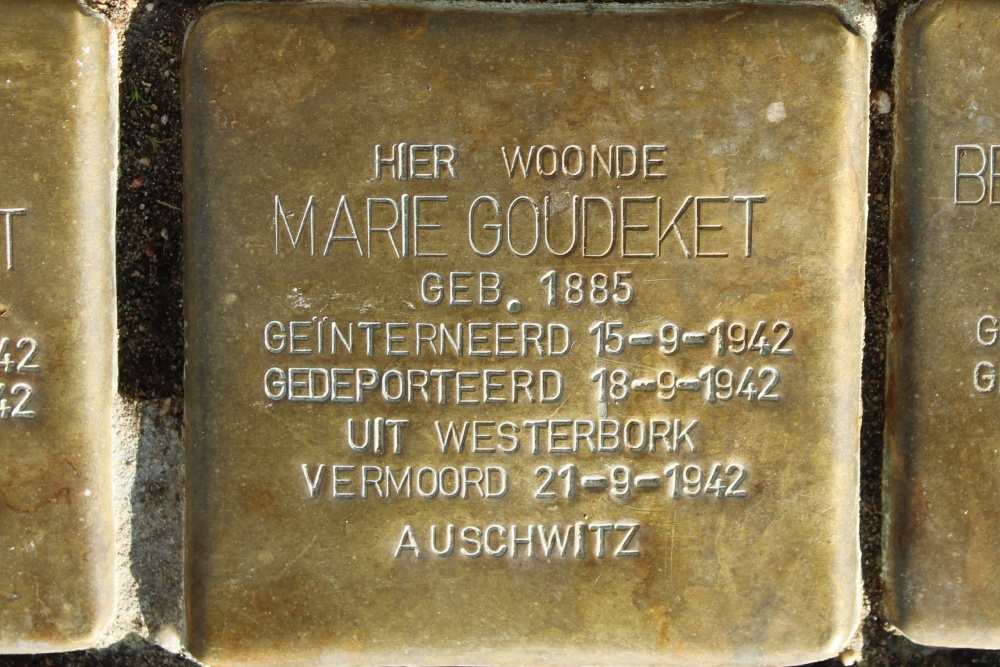 HIER WOONDE
MARIE GOUDEKET
GEB. 1885
GEÏNTERNEERD 15-9-1942
GEDEPORTEERD 18-9-1942
UIT WESTERBORK
VERMOORD 21-9-1942
AUSCHWITZ